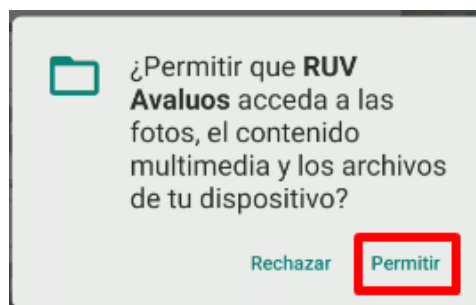 ¿Permitir que RUV
Avaluos acceda a las
fotos, el contenido
multimedia y los archivos
de tu dispositivo?
Rechazar Permitir